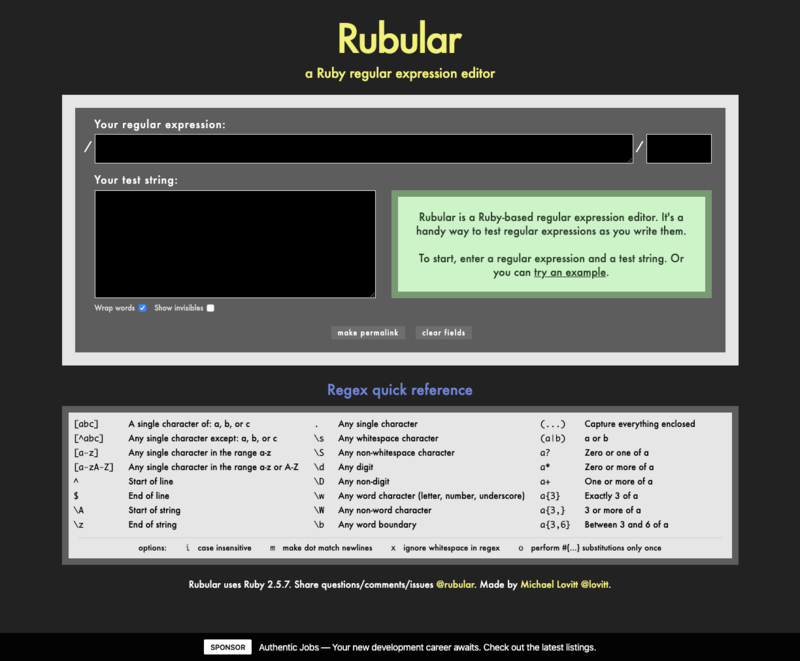 Rubular
a Ruby regular expression editor
Your regular expression:
/ /
Your test string:
Rubular is a Ruby-based regular expression editor. It's a
handy way to test regular expressions as you write them.
To start, enter a regular expression and a test string. Or
you can try an example.
Wrap words Show invisibles
make permalink clear fields
Regex quick reference
[abc] A single character of: a, b, or c . Any single character (...) Capture everything enclosed
[^abc] Any single character except: a, b, or c \s Any whitespace character (a|b) a or b
[a-z] Any single character in the range a-z \S Any non-whitespace character a? Zero or one of a
[a-zA-Z] Any single character in the range a-z or A-Z \d Any digit a* Zero or more of a
^ Start of line \D Any non-digit a+ One or more of a
$ End of line \w Any word character (letter, number, underscore) a{3} Exactly 3 of a
\A Start of string \W Any non-word character a{3,} 3 or more of a
\z End of string \b Any word boundary a{3,6} Between 3 and 6 of a
options: i case insensitive m make dot match newlines x ignore whitespace in regex o perform #{...} substitutions only once
Rubular uses Ruby 2.5.7. Share questions/comments/issues @rubular. Made by Michael Lovitt @lovitt.
SPONSOR Authentic Jobs — Your new development career awaits. Check out the latest listings.